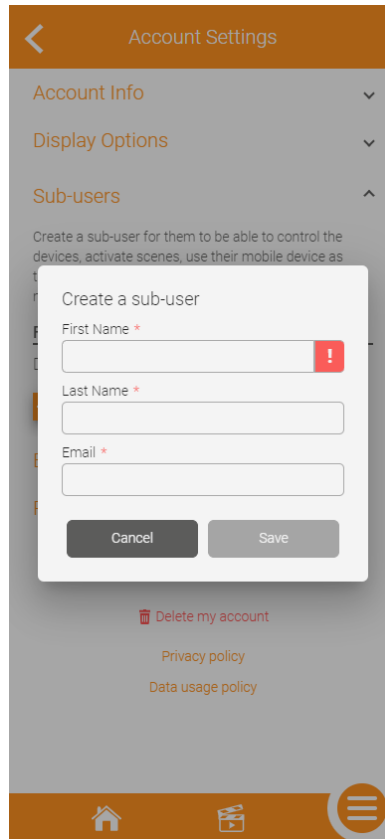 Account Settings
Account Info
Display Options
Sub-users
Create a sub-user for them to be able to control the
devices, activate scenes, use their mobile device as
Create a sub-user
First Name *
!
Last Name *
Email *
Cancel
Save
Delete my account
Privacy policy
Data usage policy